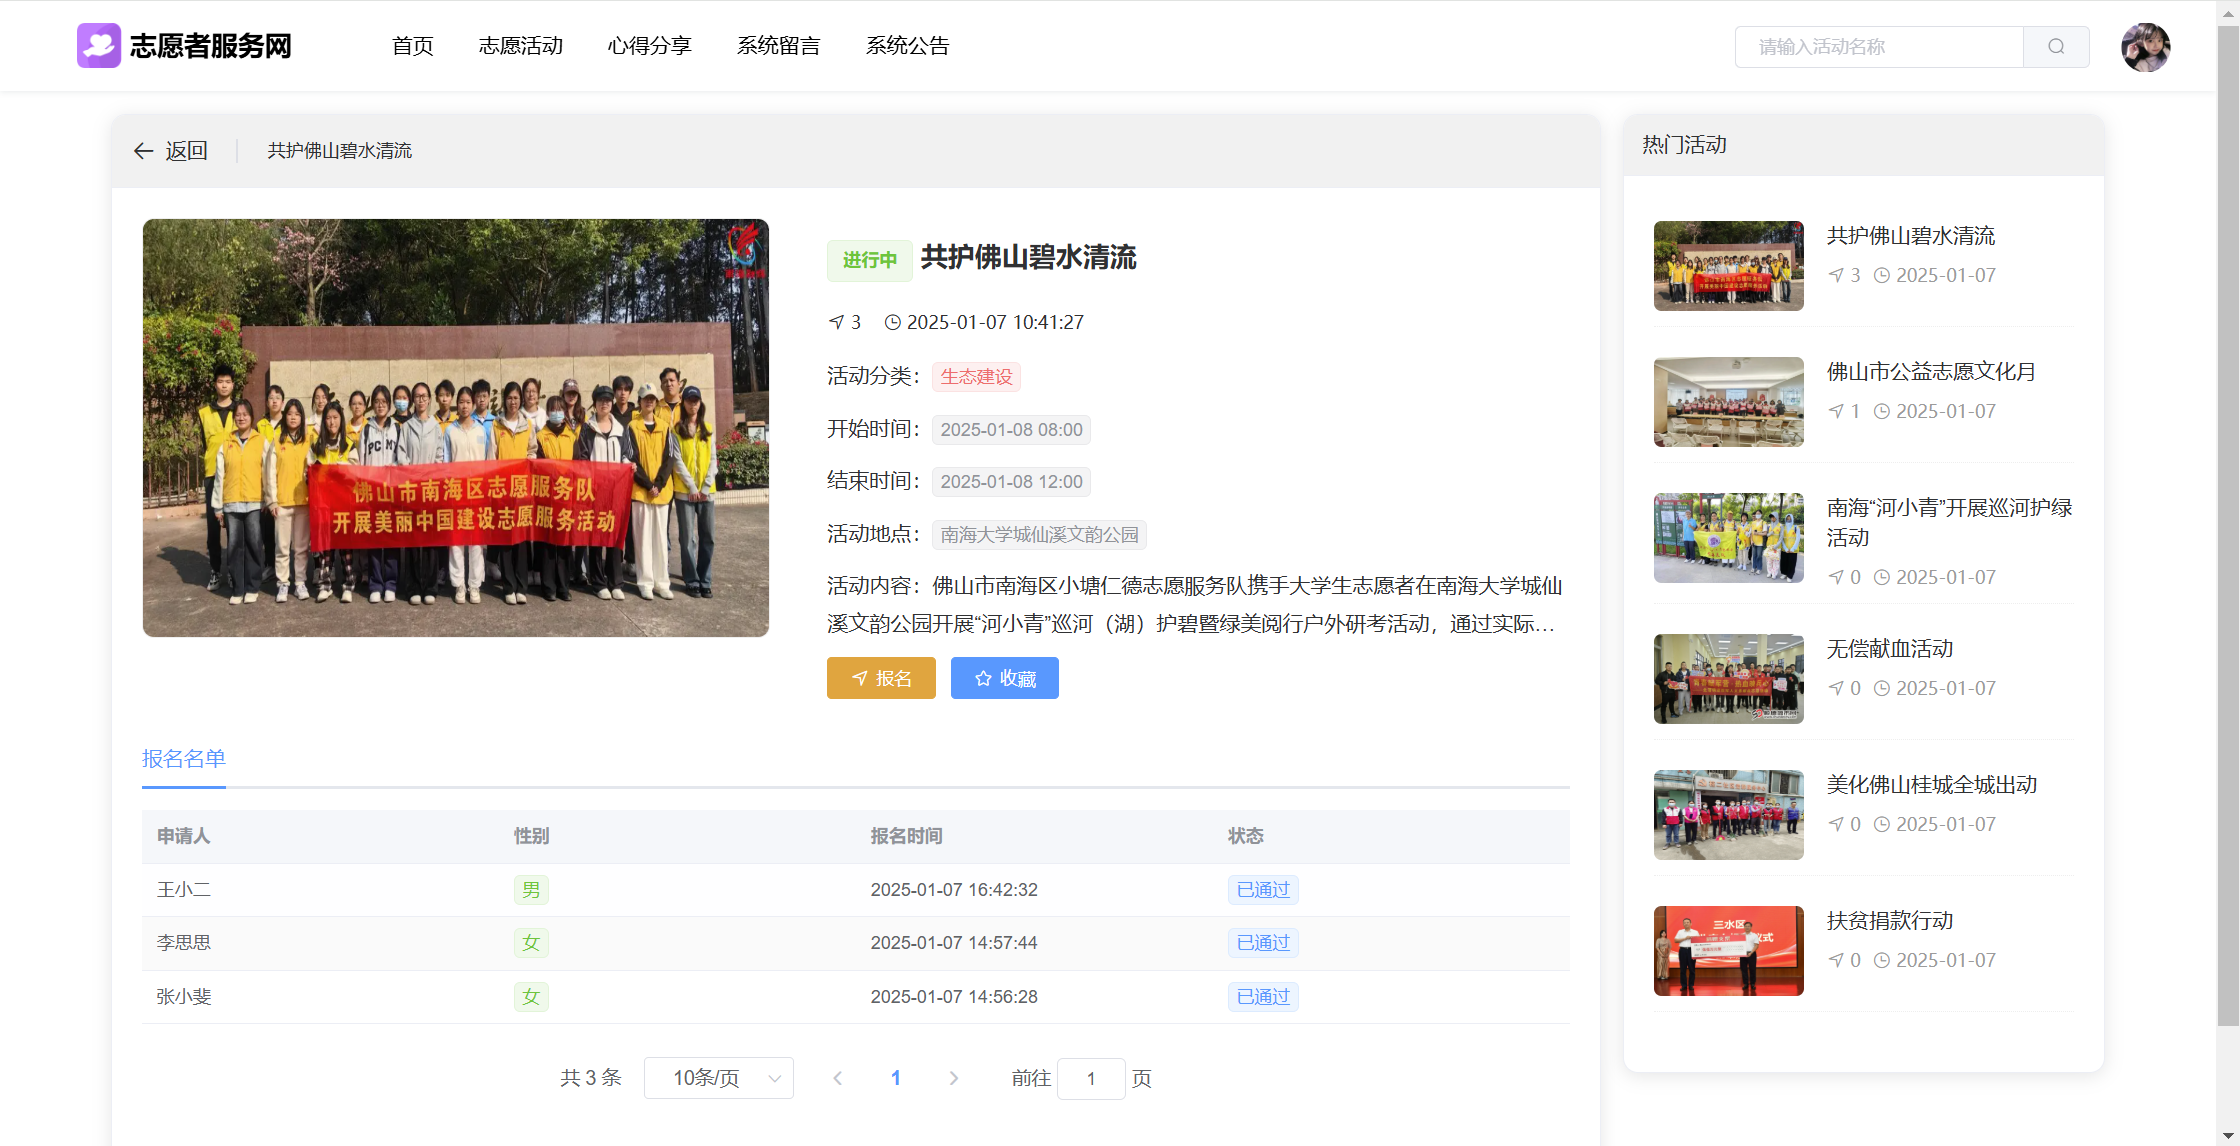 志愿者服务网
首页
志愿活动
心得分享
系统留言
系统公告
请输入活动名称
返回
共护佛山碧水清流
佛山市南海区志愿服务队
开展美丽中国建设志愿服务活动
进行中 共护佛山碧水清流
3 2025-01-07 10:41:27
活动分类： 生态建设
开始时间： 2025-01-08 08:00
结束时间： 2025-01-08 12:00
活动地点： 南海大学城仙溪文韵公园
活动内容：佛山市南海区小塘仁德志愿服务队携手大学生志愿者在南海大学城仙
溪文韵公园开展“河小青”巡河（湖）护碧暨绿美阅行户外研考活动，通过实际…
报名
收藏
报名名单
申请人 性别 报名时间 状态
王小二 男 2025-01-07 16:42:32 已通过
李思思 女 2025-01-07 14:57:44 已通过
张小斐 女 2025-01-07 14:56:28 已通过
共 3 条
10条/页
1
前往 1 页
热门活动
共护佛山碧水清流
3 2025-01-07
佛山市公益志愿文化月
1 2025-01-07
南海“河小青”开展巡河护绿
活动
0 2025-01-07
无偿献血活动
0 2025-01-07
美化佛山桂城全城出动
0 2025-01-07
三水区
扶贫捐款行动
0 2025-01-07